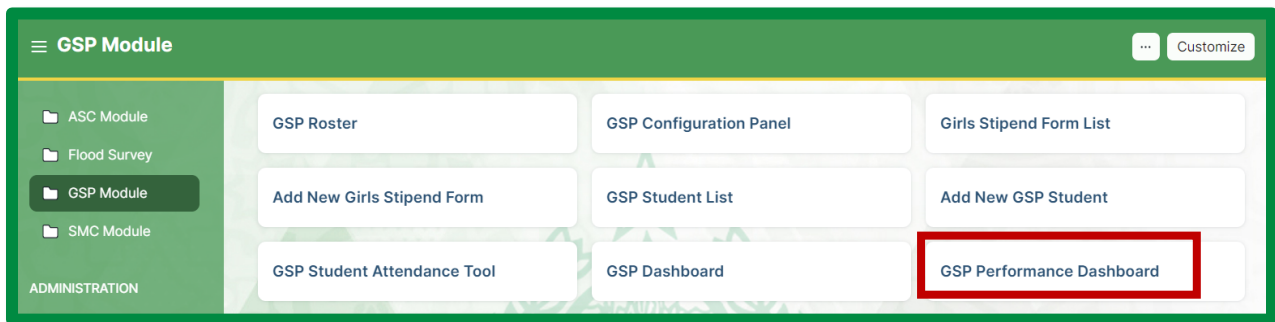 GSP Module
...
Customize
ASC Module
Flood Survey
GSP Module
SMC Module
ADMINISTRATION
GSP Roster
GSP Configuration Panel
Girls Stipend Form List
Add New Girls Stipend Form
GSP Student List
Add New GSP Student
GSP Student Attendance Tool
GSP Dashboard
GSP Performance Dashboard